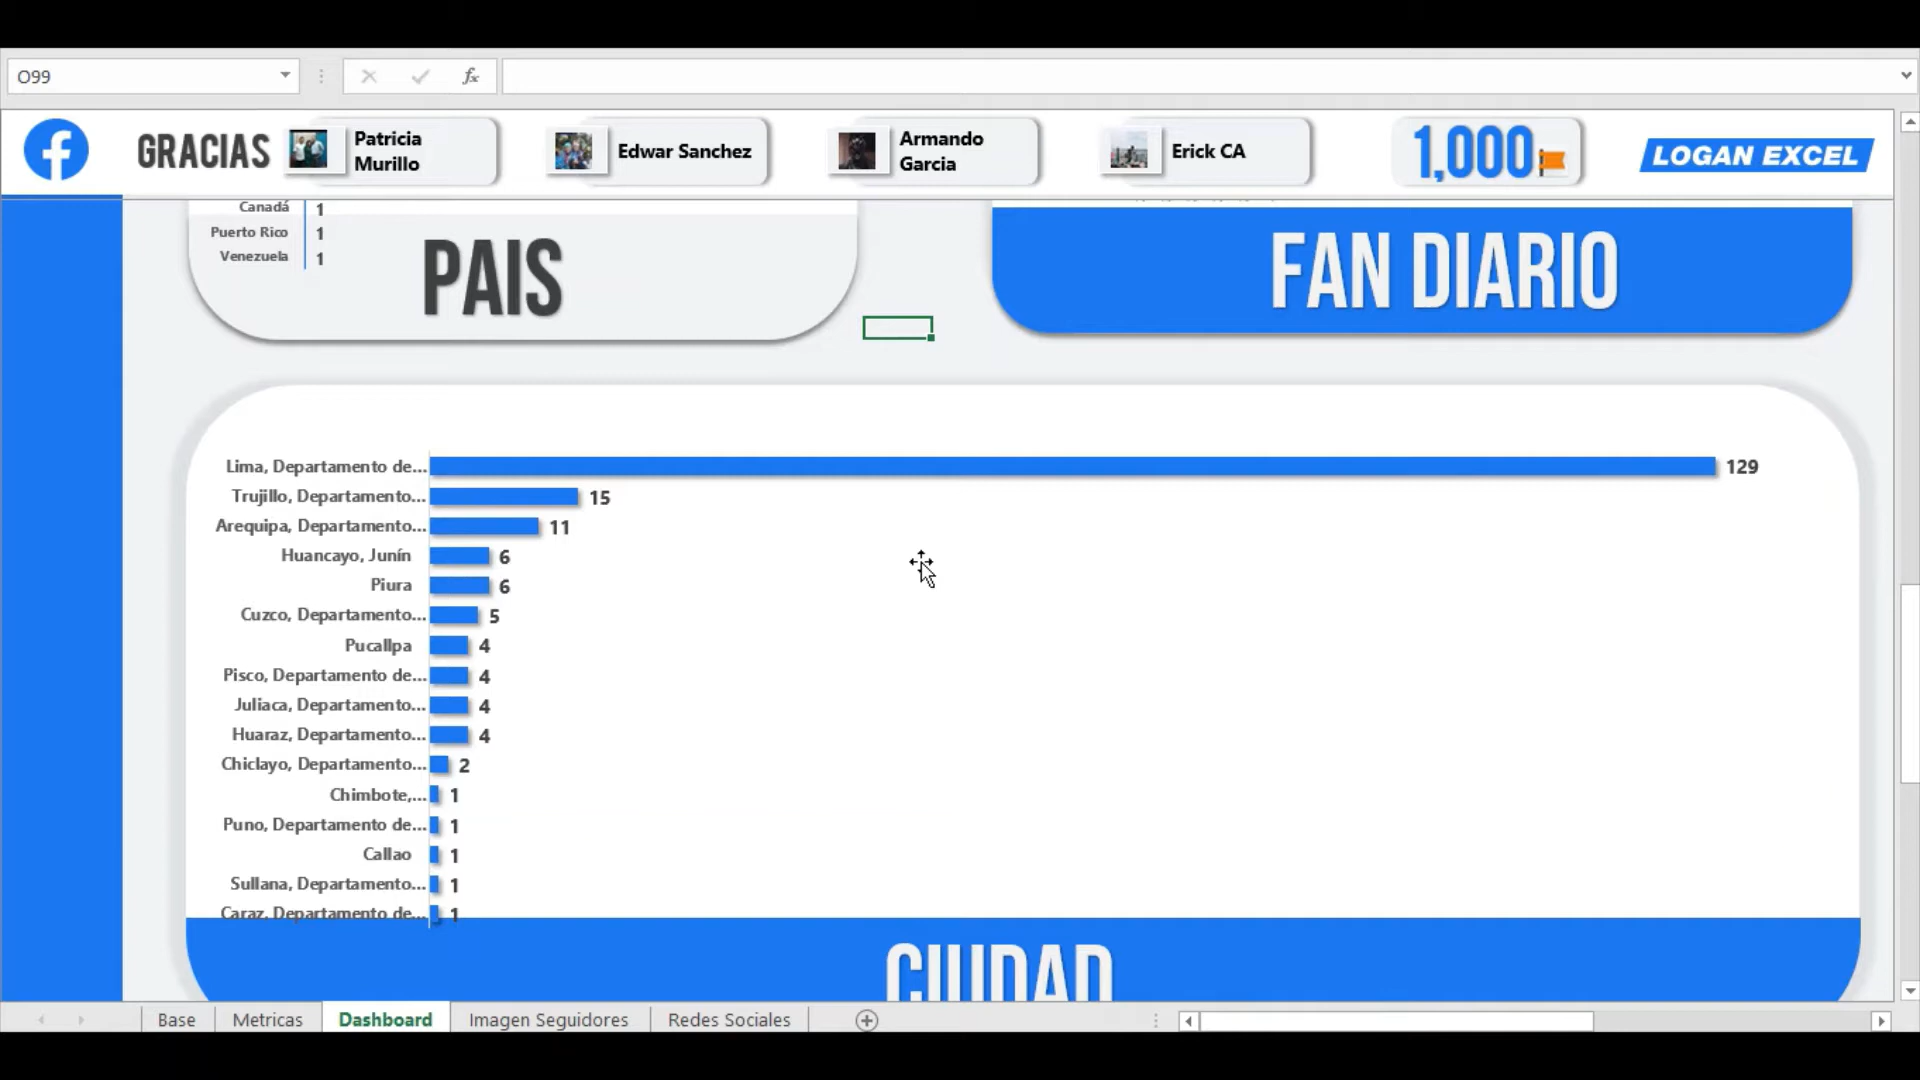 O99
fx
GRACIAS
Patricia
Murillo
Edwar Sanchez
Armando
Garcia
Erick CA
1,000
LOGAN EXCEL
Canadá 1
Puerto Rico 1
Venezuela 1
PAIS
FAN DIARIO
Lima, Departamento de... 129
Trujillo, Departamento... 15
Arequipa, Departamento... 11
Huancayo, Junín 6
Piura 6
Cuzco, Departamento... 5
Pucallpa 4
Pisco, Departamento de... 4
Juliaca, Departamento... 4
Huaraz, Departamento... 4
Chiclayo, Departamento... 2
Chimbote,... 1
Puno, Departamento de... 1
Callao 1
Sullana, Departamento... 1
Caraz, Departamento de... 1
CIUDAD
Base
Metricas
Dashboard
Imagen Seguidores
Redes Sociales